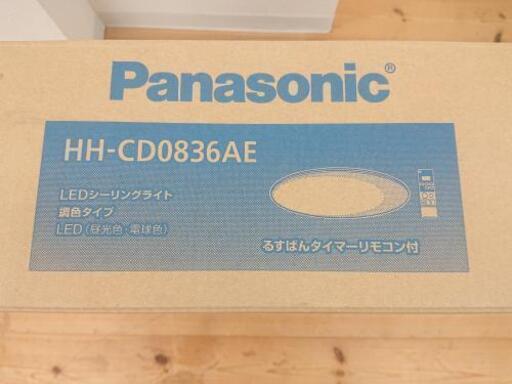 Panasonic®
HH-CD0836AE
LEDシーリングライト
調色タイプ
LED（昼光色・電球色）
るすばんタイマーリモコン付